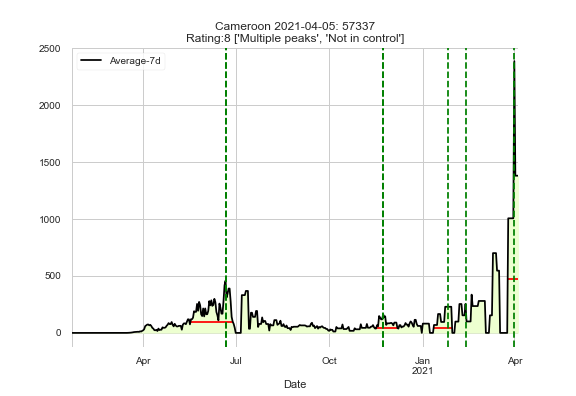 Cameroon 2021-04-05: 57337
Rating:8 ['Multiple peaks', 'Not in control']
Average-7d
2500
2000
1500
1000
500
0
Apr
Jul
Oct
Jan
2021
Apr
Date